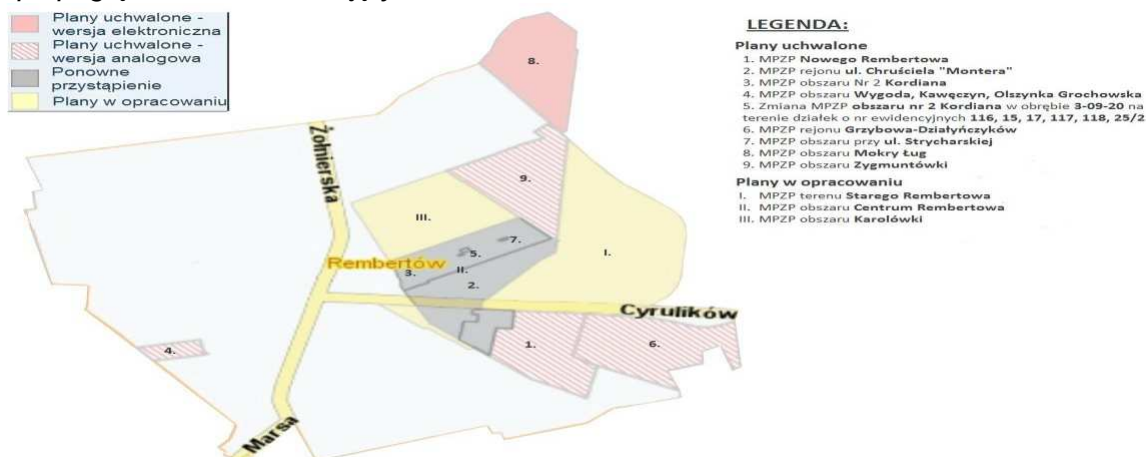 Plany uchwalone -
wersja elektroniczna
Plany uchwalone -
wersja analogowa
Ponowne
przystąpienie
Plany w opracowaniu
8.
Żołnierska
9.
III.
7.
5.
I.
Rembertów
3.
II.
2.
Cyrulików
1.
6.
4.
Marsa
LEGENDA:
Plany uchwalone
1. MPZP Nowego Rembertowa
2. MPZP rejonu ul. Chruściela "Montera"
3. MPZP obszaru Nr 2 Kordiana
4. MPZP obszaru Wygoda, Kawęczyn, Olszynka Grochowska
5. Zmiana MPZP obszaru nr 2 Kordiana w obrębie 3-09-20 na
terenie działek o nr ewidencyjnych 116, 15, 17, 117, 118, 25/2
6. MPZP rejonu Grzybowa-Działyńczyków
7. MPZP obszaru przy ul. Strycharskiej
8. MPZP obszaru Mokry Ług
9. MPZP obszaru Zygmuntówki
Plany w opracowaniu
I. MPZP terenu Starego Rembertowa
II. MPZP obszaru Centrum Rembertowa
III. MPZP obszaru Karolówki